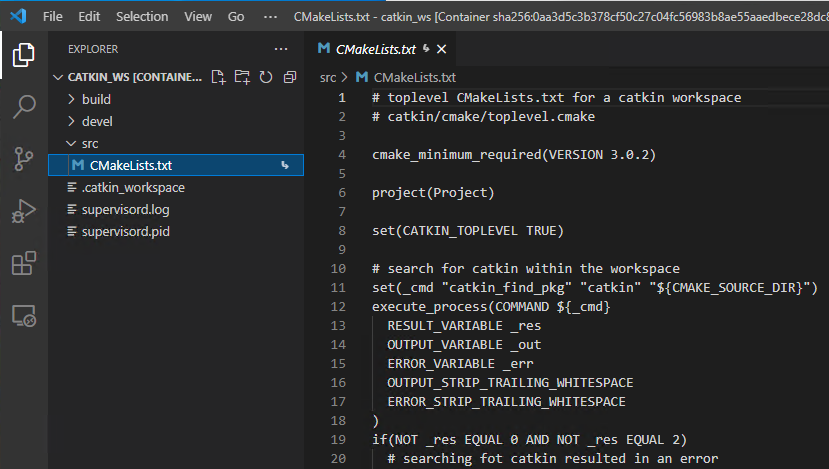 File Edit Selection View Go ··· CMakeLists.txt - catkin_ws [Container sha256:0aa3d5c3b378cf50c27c04fc56983b8ae55aaedbece28dc8
EXPLORER ···
CATKIN_WS [CONTAINE...
build
devel
src
CMakeLists.txt
.catkin_workspace
supervisord.log
supervisord.pid
CMakeLists.txt
src > CMakeLists.txt
1 # toplevel CMakeLists.txt for a catkin workspace
2 # catkin/cmake/toplevel.cmake
3
4 cmake_minimum_required(VERSION 3.0.2)
5
6 project(Project)
7
8 set(CATKIN_TOPLEVEL TRUE)
9
10 # search for catkin within the workspace
11 set(_cmd "catkin_find_pkg" "catkin" "${CMAKE_SOURCE_DIR}")
12 execute_process(COMMAND ${_cmd}
13 RESULT_VARIABLE _res
14 OUTPUT_VARIABLE _out
15 ERROR_VARIABLE _err
16 OUTPUT_STRIP_TRAILING_WHITESPACE
17 ERROR_STRIP_TRAILING_WHITESPACE
18 )
19 if(NOT _res EQUAL 0 AND NOT _res EQUAL 2)
20 # searching fot catkin resulted in an error